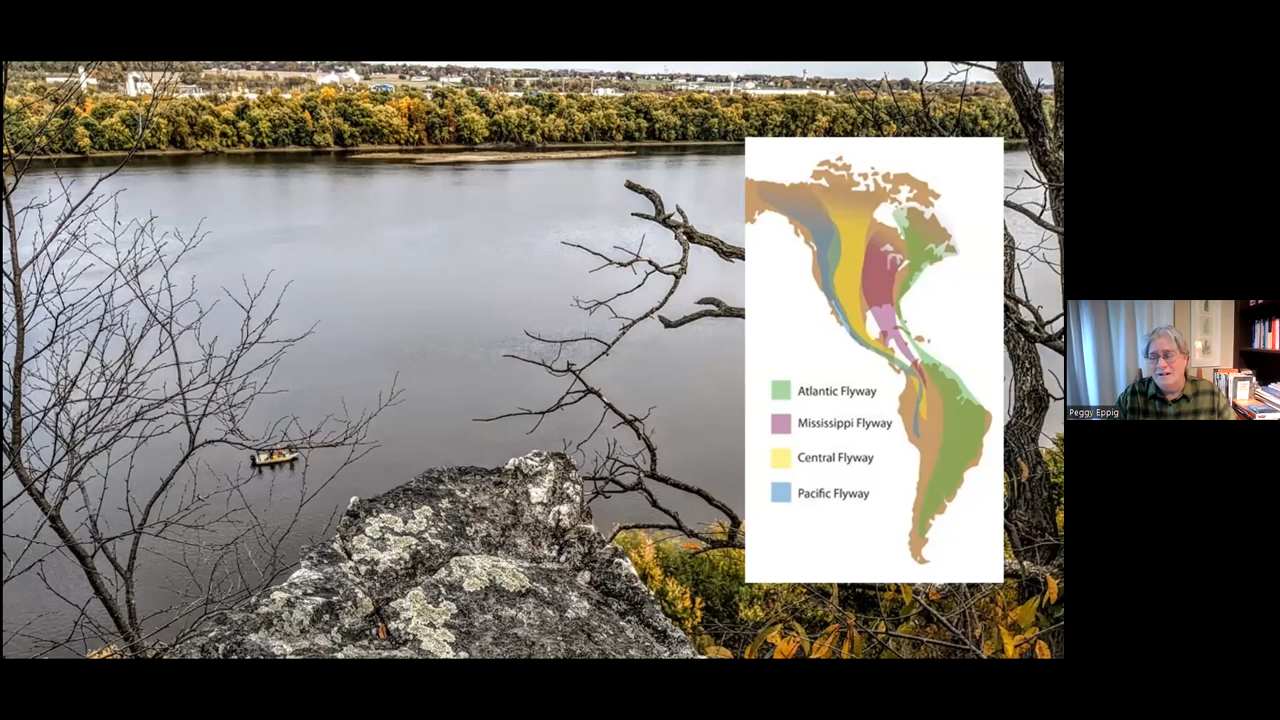 Atlantic Flyway
Mississippi Flyway
Central Flyway
Pacific Flyway
Peggy Eppig